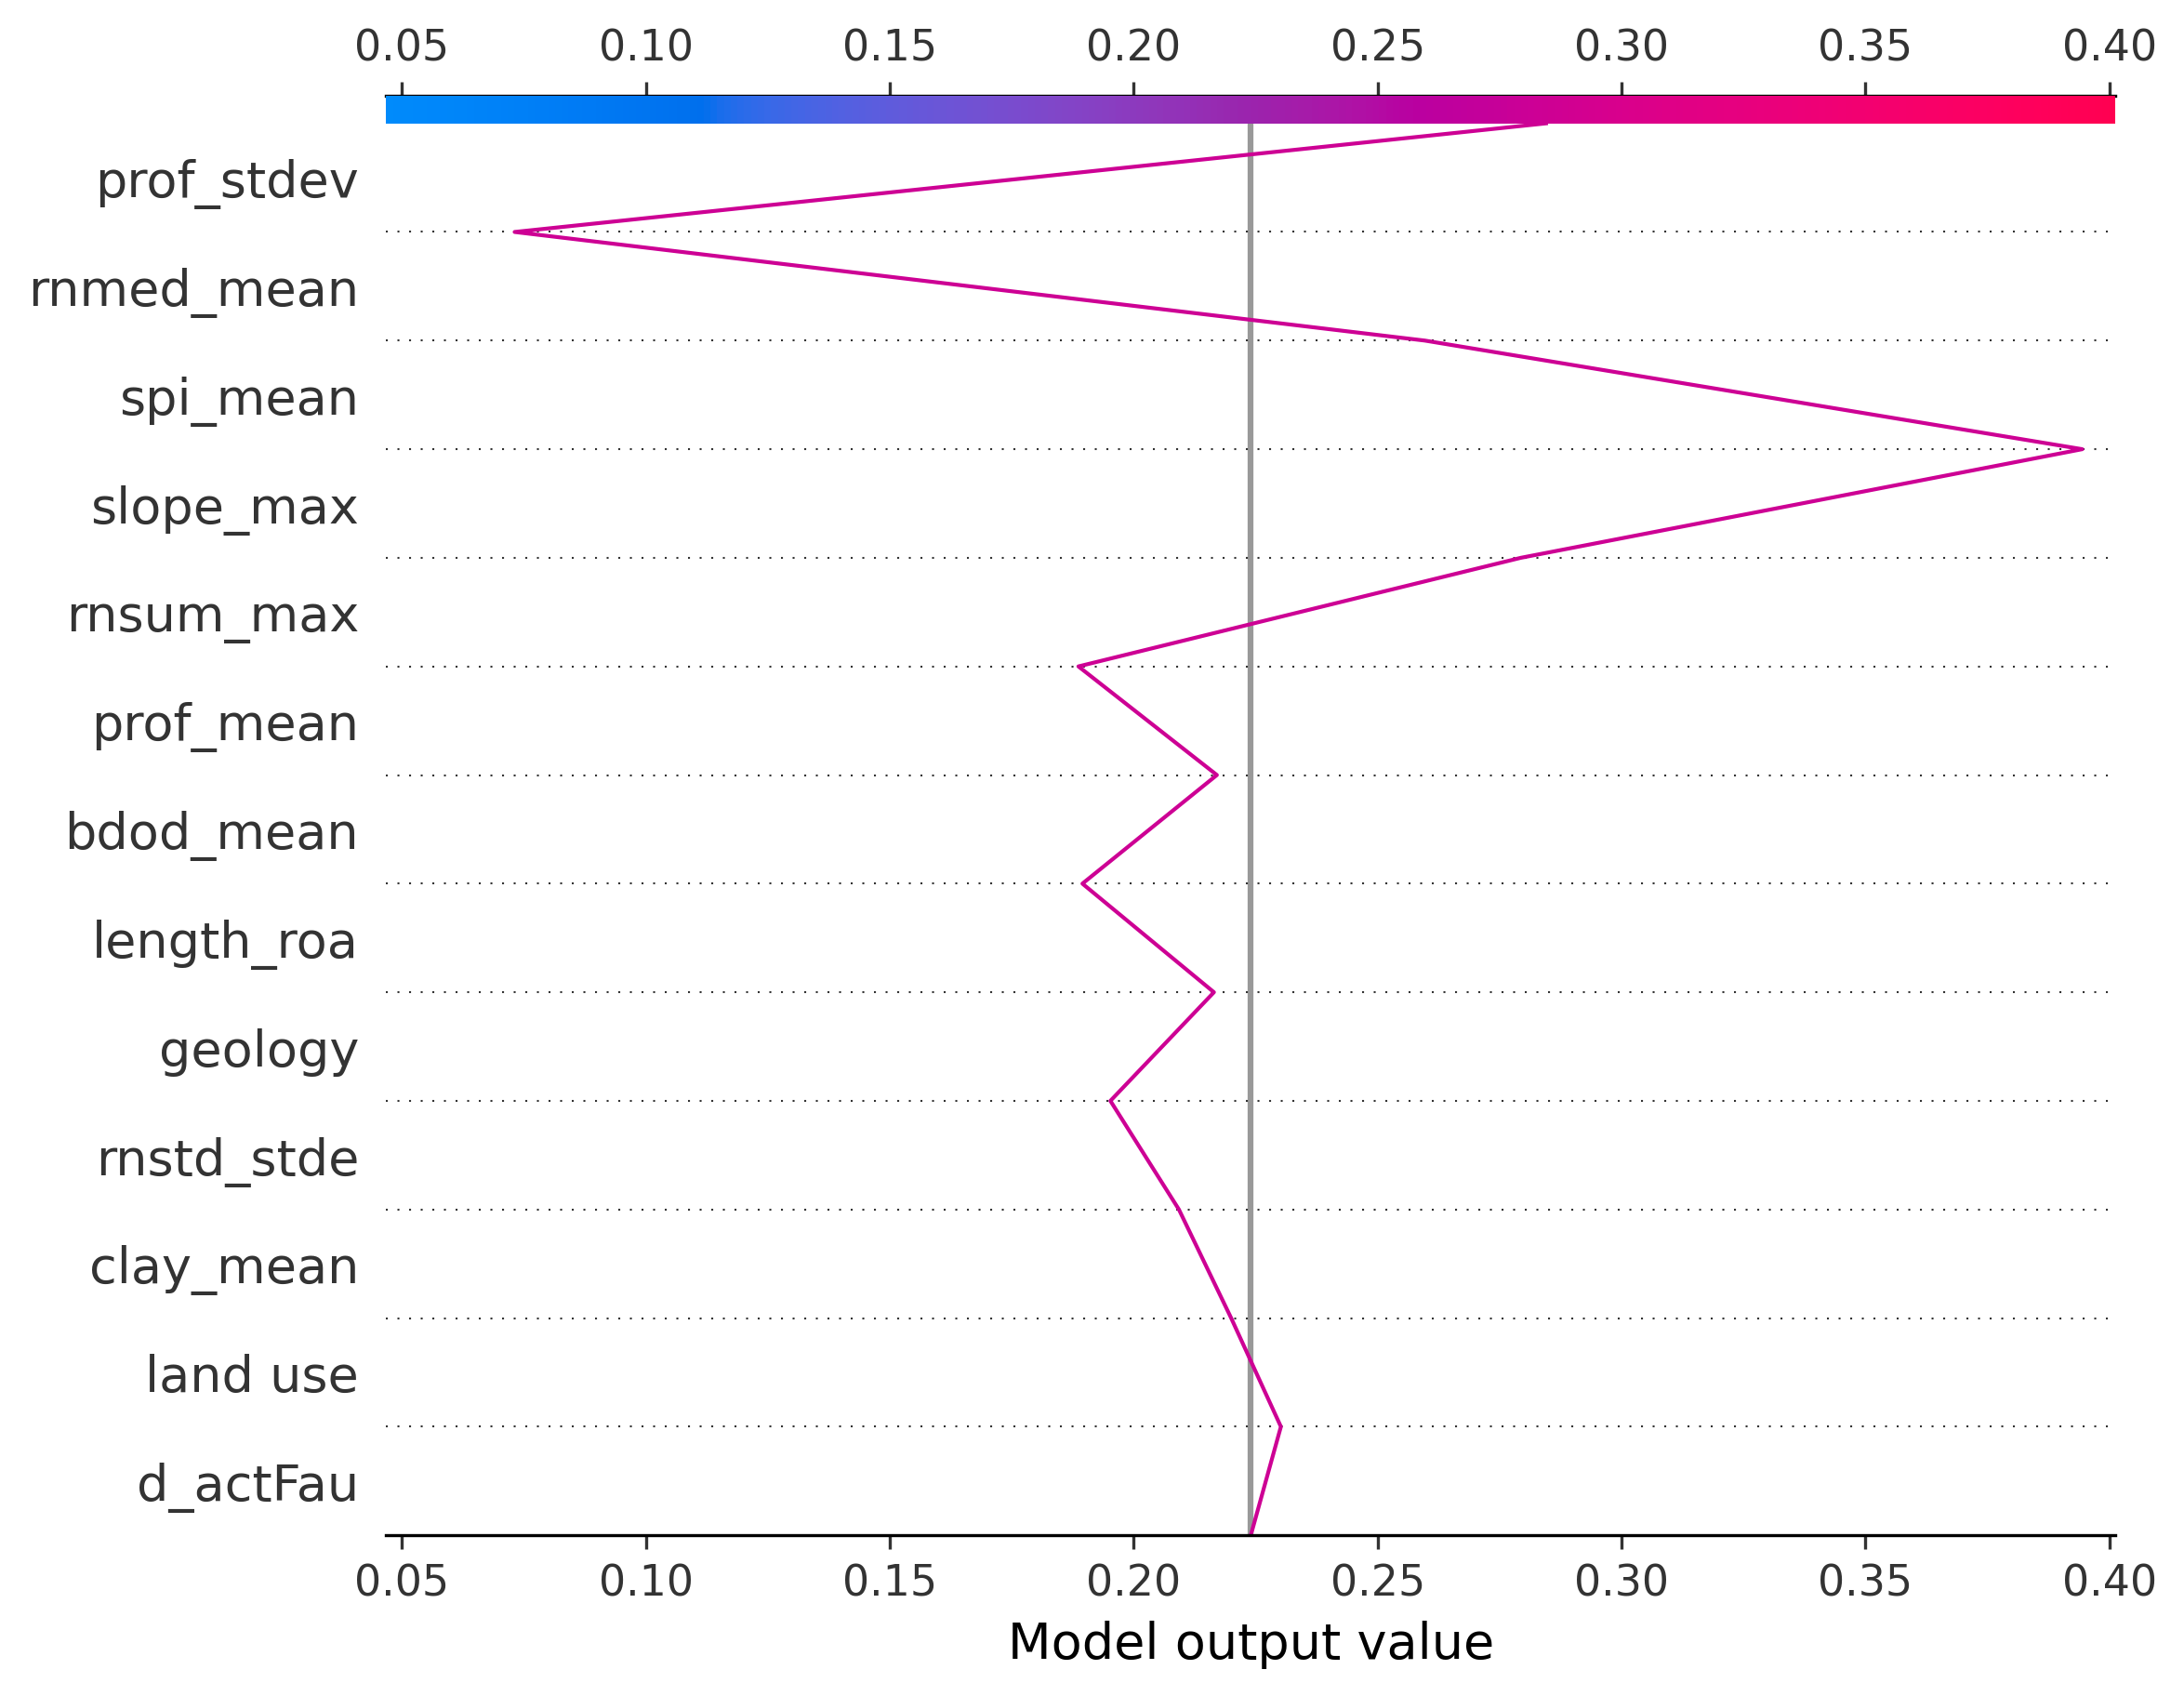 0.05 0.10 0.15 0.20 0.25 0.30 0.35 0.40
prof_stdev
rnmed_mean
spi_mean
slope_max
rnsum_max
prof_mean
bdod_mean
length_roa
geology
rnstd_stde
clay_mean
land use
d_actFau
0.05 0.10 0.15 0.20 0.25 0.30 0.35 0.40
Model output value